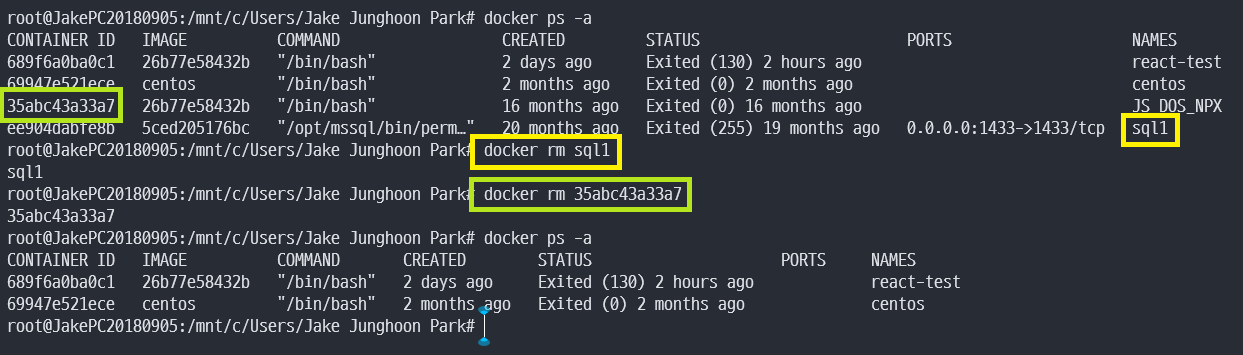 root@JakePC20180905:/mnt/c/Users/Jake Junghoon Park# docker ps -a
CONTAINER ID   IMAGE          COMMAND                  CREATED         STATUS                       PORTS                    NAMES
689f6a0ba0c1   26b77e58432b   "/bin/bash"              2 days ago      Exited (130) 2 hours ago                              react-test
69947e521ece   centos         "/bin/bash"              2 months ago    Exited (0) 2 months ago                               centos
35abc43a33a7   26b77e58432b   "/bin/bash"              16 months ago   Exited (0) 16 months ago                              JS_DOS_NPX
ee904dabfe8b   5ced205176bc   "/opt/mssql/bin/perm…"   20 months ago   Exited (255) 19 months ago   0.0.0.0:1433->1433/tcp   sql1
root@JakePC20180905:/mnt/c/Users/Jake Junghoon Park# docker rm sql1
sql1
root@JakePC20180905:/mnt/c/Users/Jake Junghoon Park# docker rm 35abc43a33a7
35abc43a33a7
root@JakePC20180905:/mnt/c/Users/Jake Junghoon Park# docker ps -a
CONTAINER ID   IMAGE          COMMAND       CREATED        STATUS                     PORTS     NAMES
689f6a0ba0c1   26b77e58432b   "/bin/bash"   2 days ago     Exited (130) 2 hours ago             react-test
69947e521ece   centos         "/bin/bash"   2 months ago   Exited (0) 2 months ago              centos
root@JakePC20180905:/mnt/c/Users/Jake Junghoon Park#